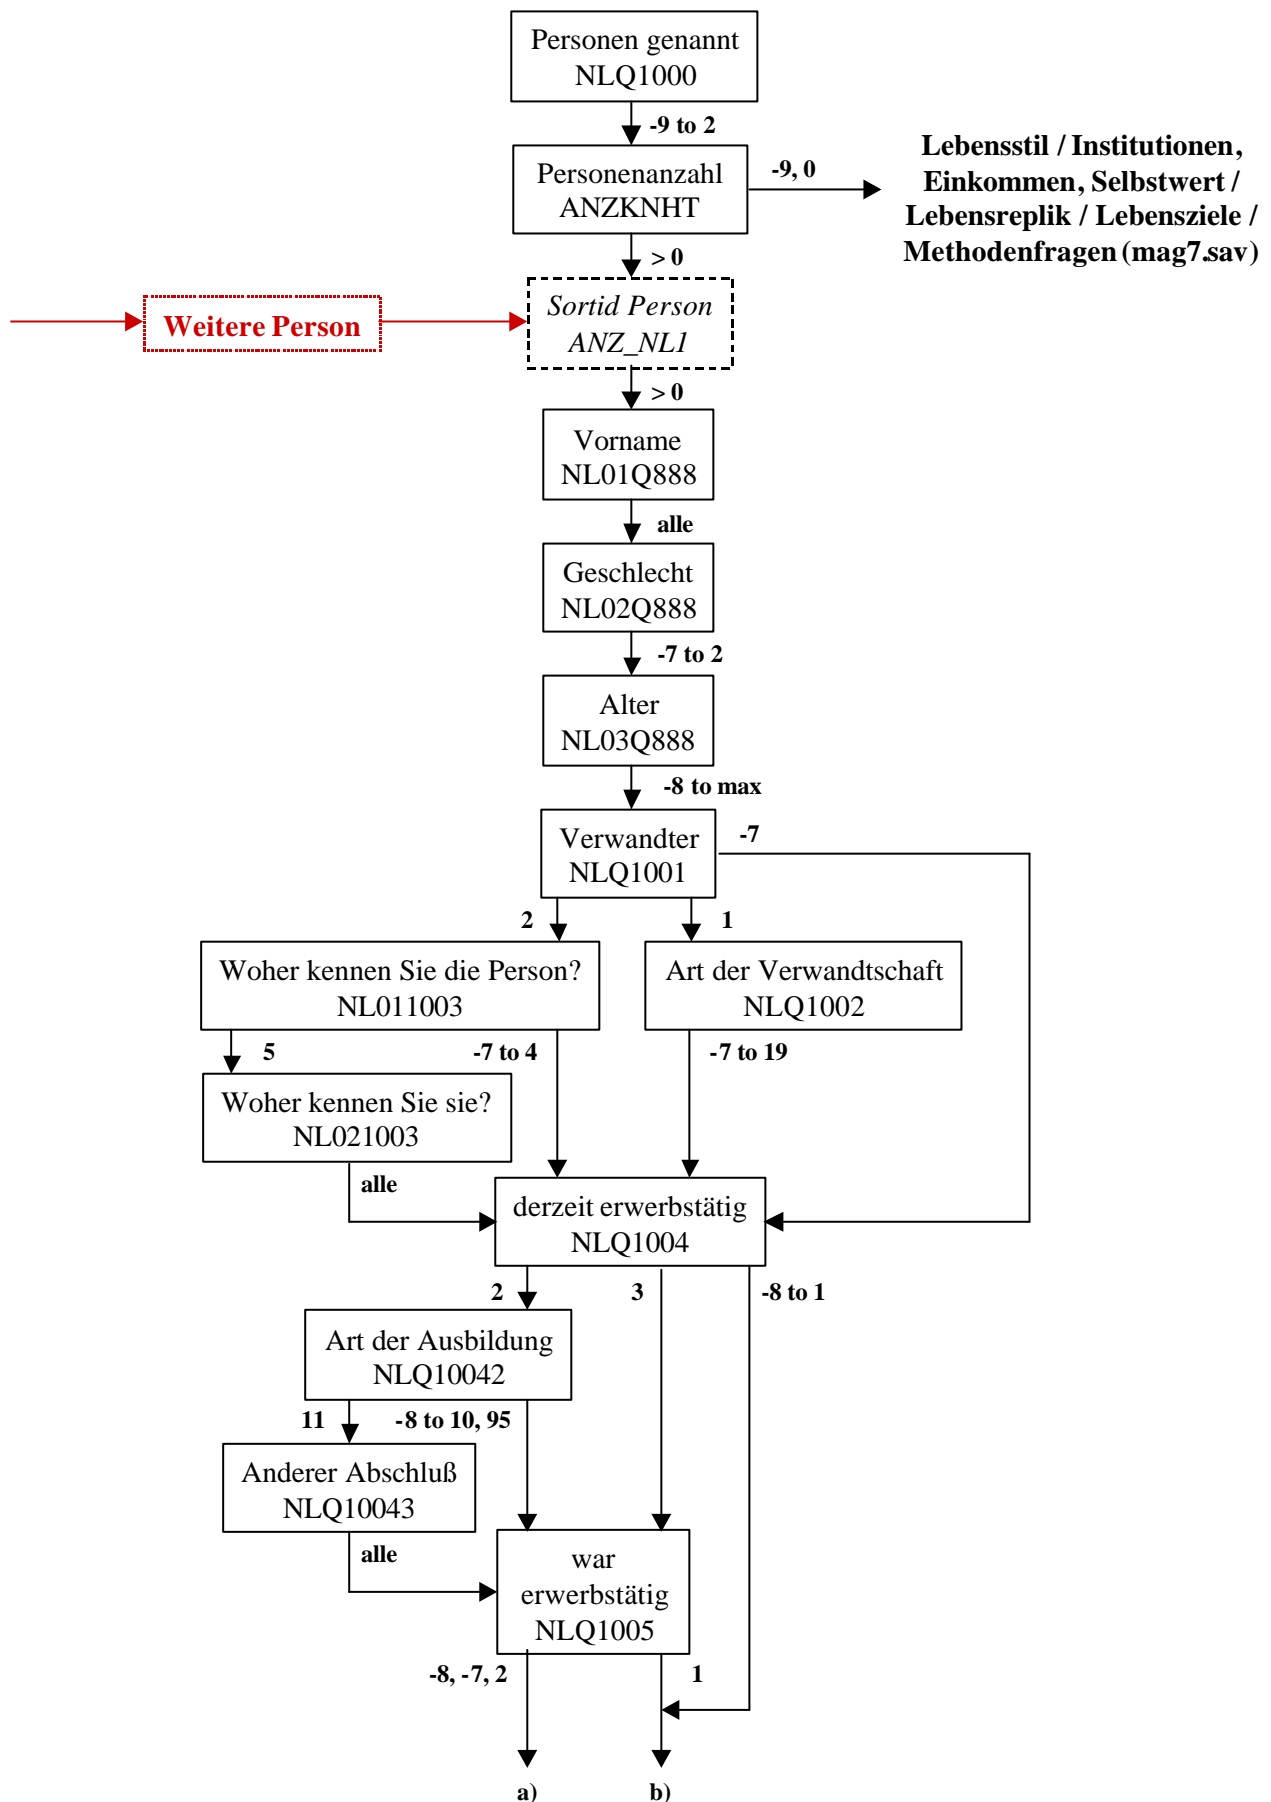 Personen genannt
NLQ1000
-9 to 2
Personenanzahl
ANZKNHT
-9, 0
Lebensstil / Institutionen,
Einkommen, Selbstwert /
Lebensreplik / Lebensziele /
Methodenfragen (mag7.sav)
> 0
Weitere Person
Sortid Person
ANZ_NL1
> 0
Vorname
NL01Q888
alle
Geschlecht
NL02Q888
-7 to 2
Alter
NL03Q888
-8 to max
Verwandter
NLQ1001
-7
2
1
Woher kennen Sie die Person?
NL011003
Art der Verwandtschaft
NLQ1002
5
-7 to 4
-7 to 19
Woher kennen Sie sie?
NL021003
alle
derzeit erwerbstätig
NLQ1004
2
3
-8 to 1
Art der Ausbildung
NLQ10042
11
-8 to 10, 95
Anderer Abschluß
NLQ10043
alle
war
erwerbstätig
NLQ1005
-8, -7, 2
1
a)
b)